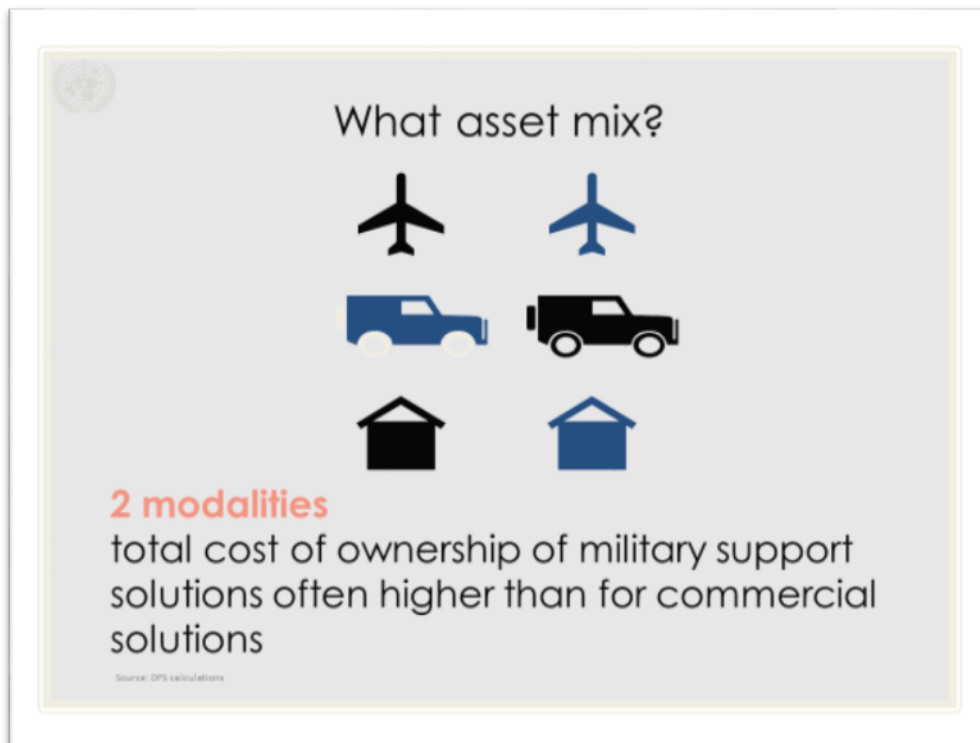 What asset mix?
2 modalities
total cost of ownership of military support
solutions often higher than for commercial
solutions
Source: DFS calculations